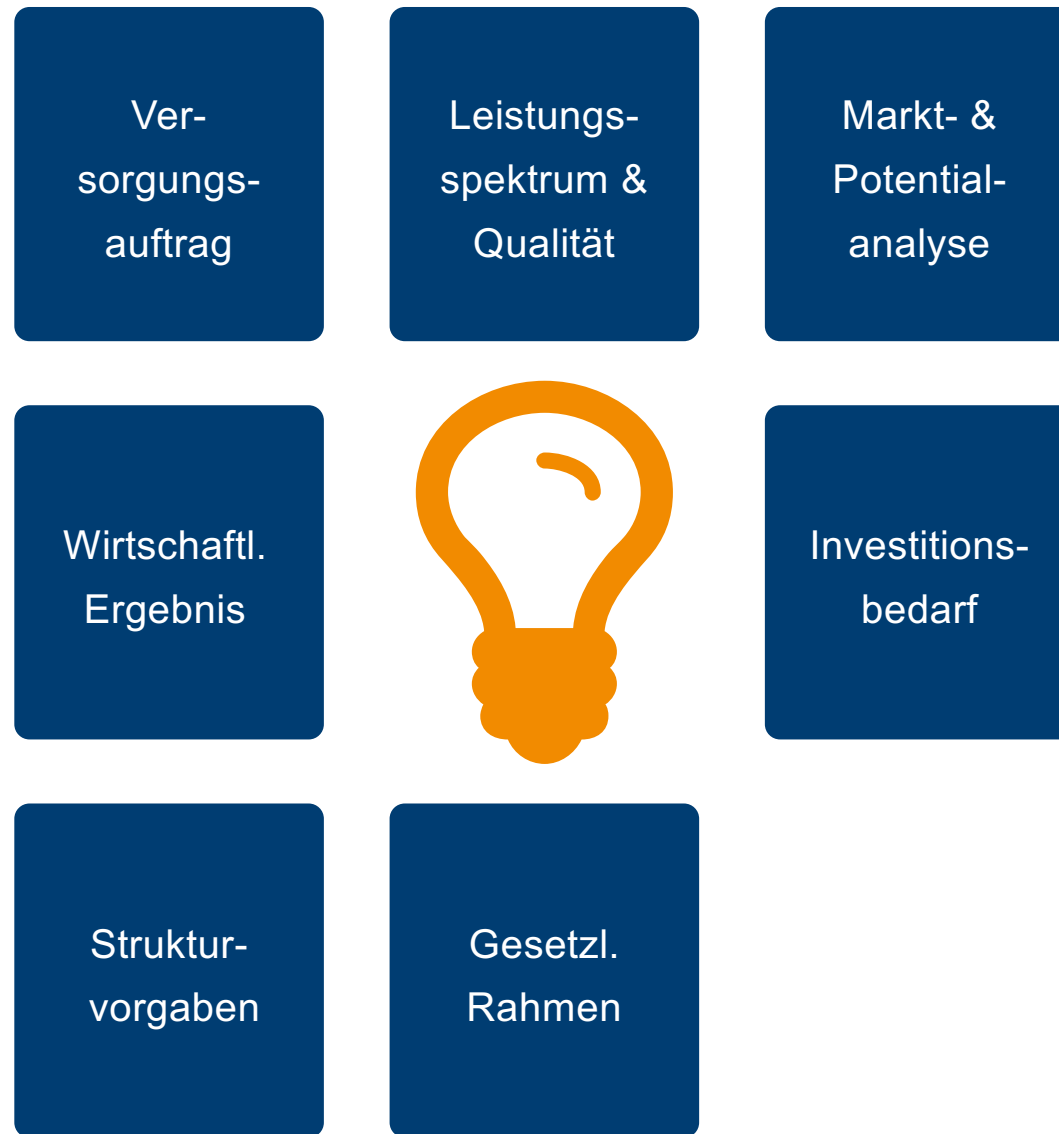 Ver-
sorgungs-
auftrag
Leistungs-
spektrum &
Qualität
Markt- &
Potential-
analyse
Wirtschaftl.
Ergebnis
Investitions-
bedarf
Struktur-
vorgaben
Gesetzl.
Rahmen